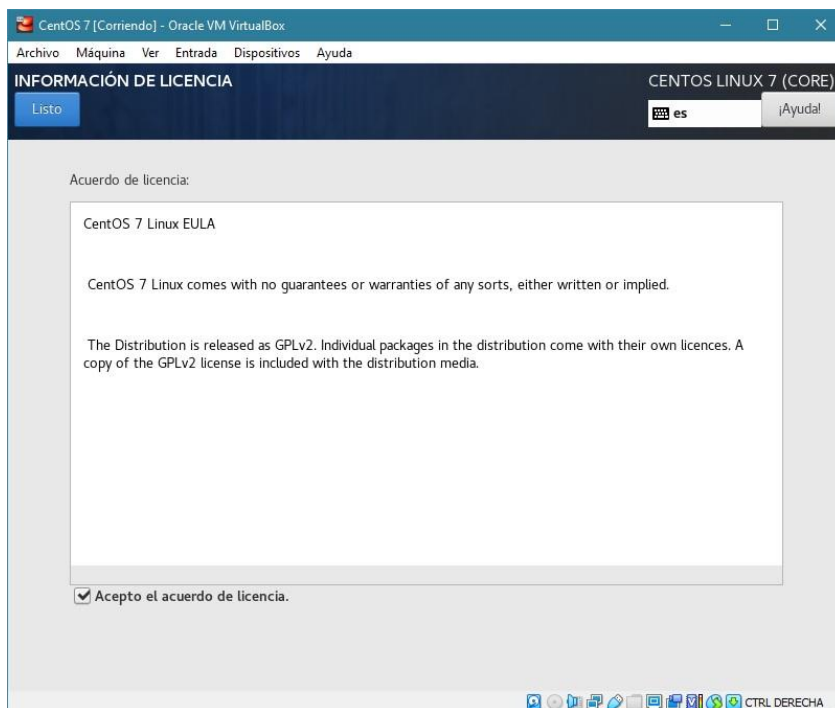 CentOS 7 [Corriendo] - Oracle VM VirtualBox
Archivo Máquina Ver Entrada Dispositivos Ayuda
INFORMACIÓN DE LICENCIA
CENTOS LINUX 7 (CORE)
Listo
es
¡Ayuda!
Acuerdo de licencia:
CentOS 7 Linux EULA
CentOS 7 Linux comes with no guarantees or warranties of any sorts, either written or implied.
The Distribution is released as GPLv2. Individual packages in the distribution come with their own licences. A
copy of the GPLv2 license is included with the distribution media.
Acepto el acuerdo de licencia.
CTRL DERECHA